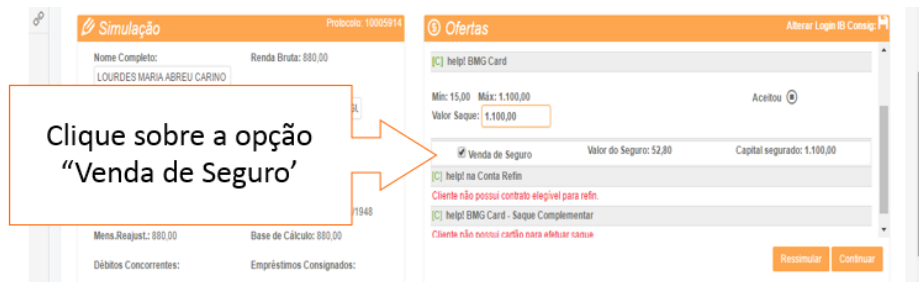 Simulação
Protocolo: 10005914
Nome Completo:
Renda Bruta: 880,00
LOURDES MARIA ABREU CARINO
Clique sobre a opção
“Venda de Seguro’
/1948
Mens.Reajust.: 880,00
Base de Cálculo: 880,00
Débitos Concorrentes:
Empréstimos Consignados:
Ofertas
Alterar Login IB Consig:
[C] help! BMG Card
Min: 15,00 Máx: 1.100,00
Aceitou
Valor Saque: 1.100,00
Venda de Seguro
Valor do Seguro: 52,80
Capital segurado: 1.100,00
[C] help! na Conta Refin
Cliente não possui contrato elegível para refin.
[C] help! BMG Card - Saque Complementar
Cliente não possui cartão para efetuar saque
Ressimular
Continuar